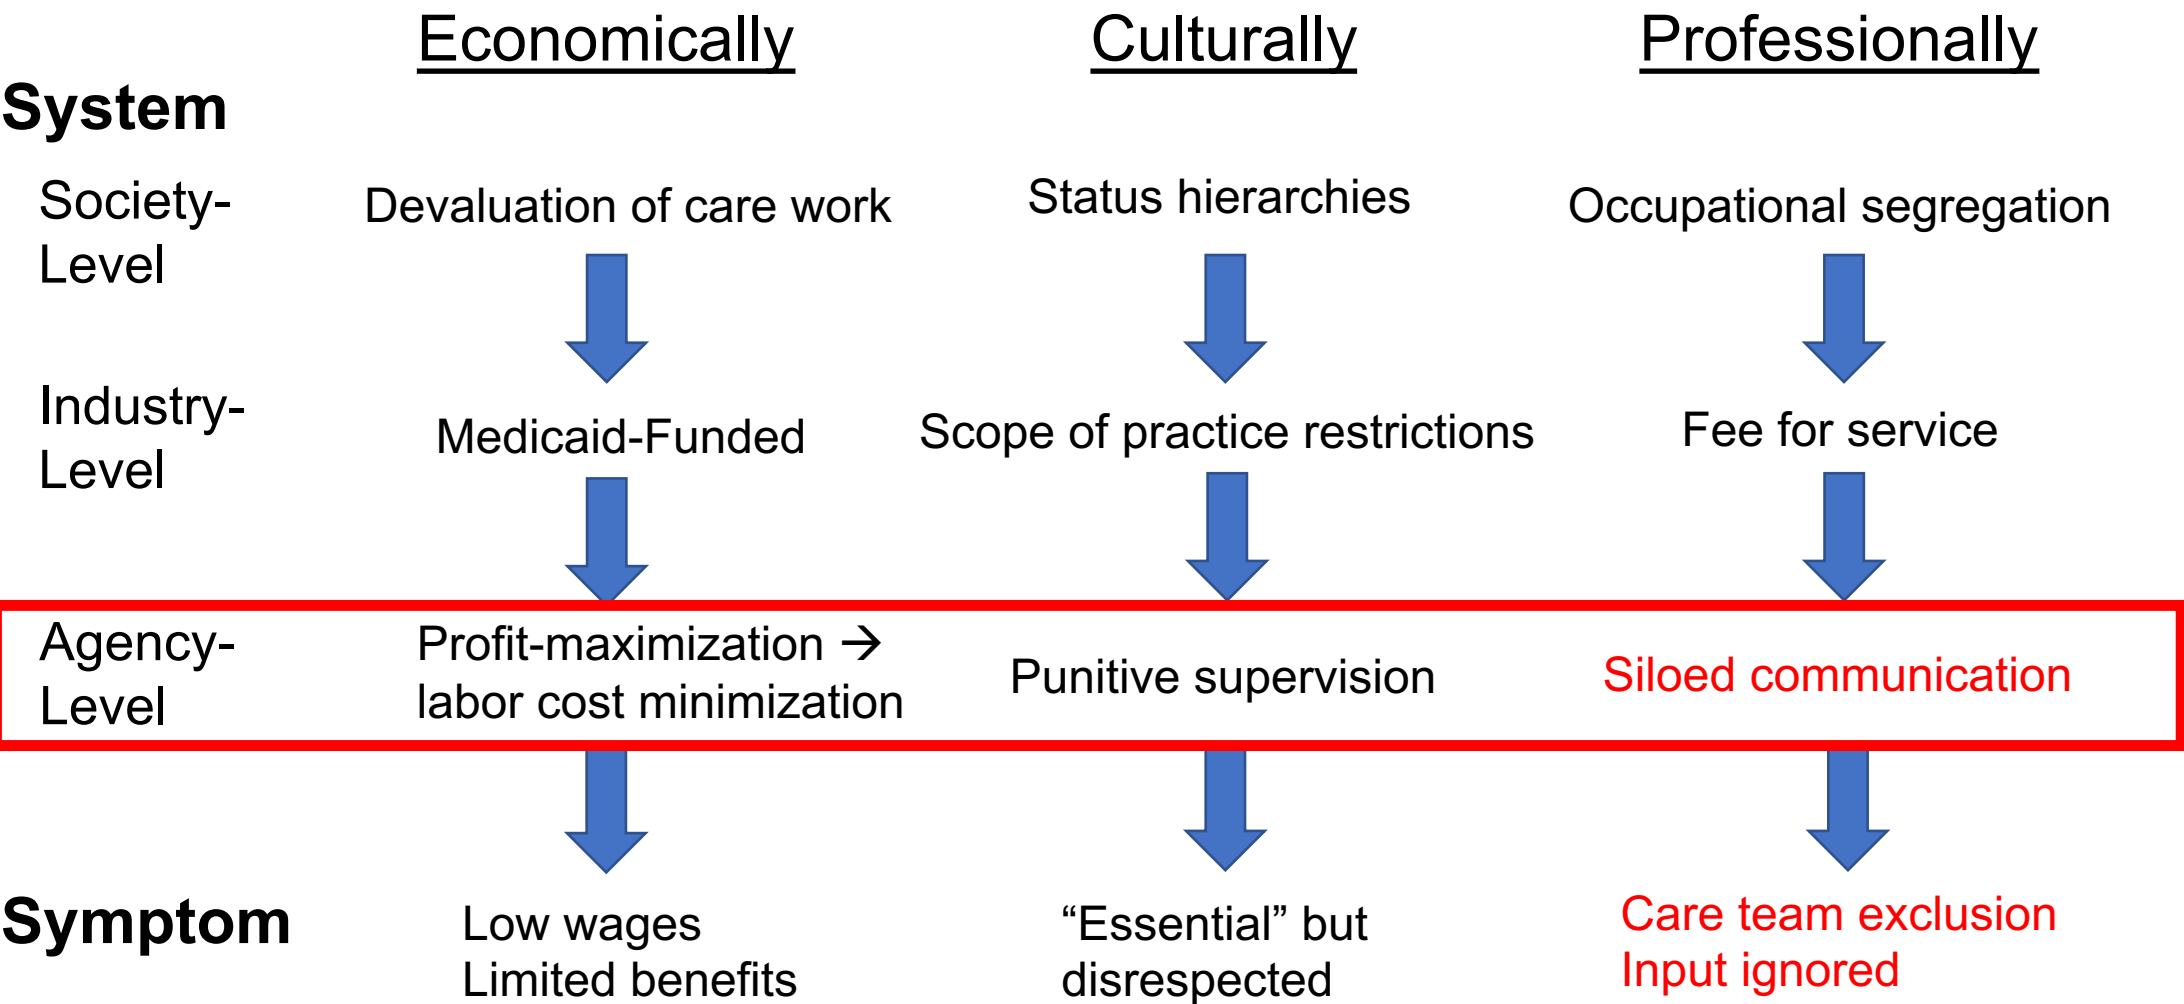 Economically Culturally Professionally
System
Society-
Level
Devaluation of care work
Status hierarchies
Occupational segregation
Industry-
Level
Medicaid-Funded
Scope of practice restrictions
Fee for service
Agency-
Level
Profit-maximization →
labor cost minimization
Punitive supervision
Siloed communication
Symptom
Low wages
Limited benefits
“Essential” but
disrespected
Care team exclusion
Input ignored